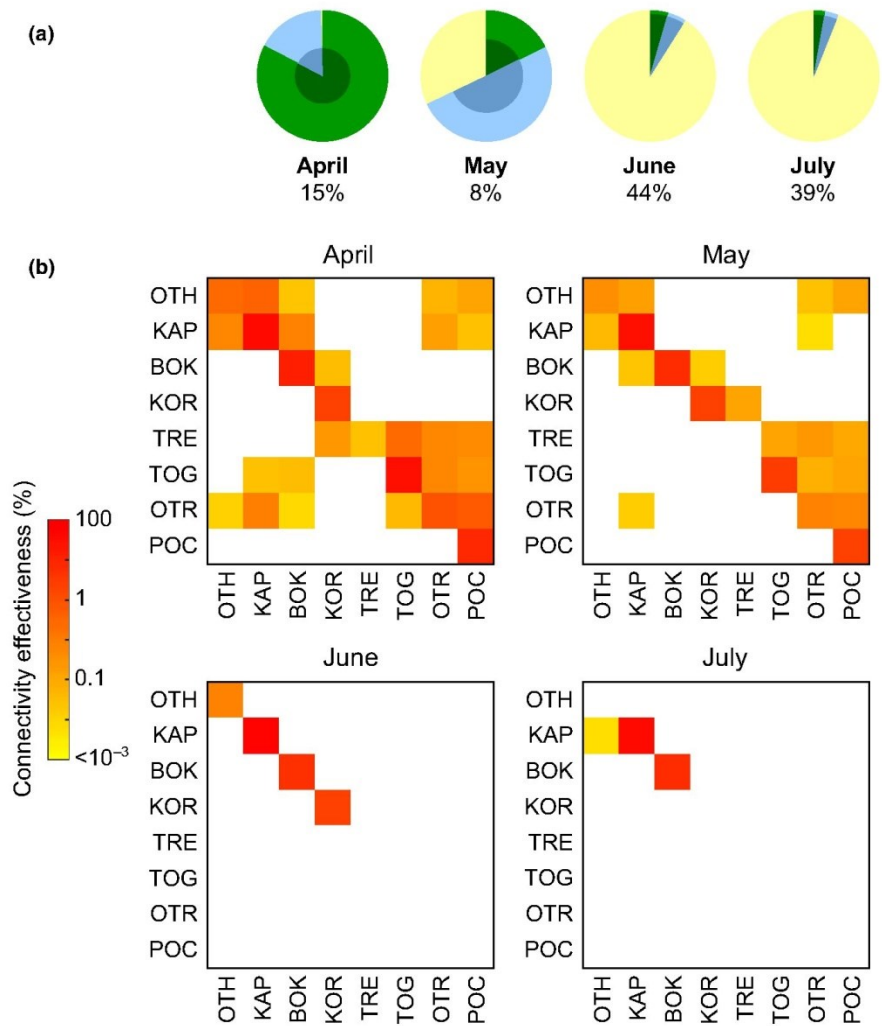 (a)
April May June July
15% 8% 44% 39%
(b)
April May
OTH
KAP
BOK
KOR
TRE
TOG
OTR
POC
OTH KAP BOK KOR TRE TOG OTR POC
OTH KAP BOK KOR TRE TOG OTR POC
Connectivity effectiveness (%)
100
1
0.1
<10⁻³
June July
OTH
KAP
BOK
KOR
TRE
TOG
OTR
POC
OTH
KAP
BOK
KOR
TRE
TOG
OTR
POC
OTH
KAP
BOK
KOR
TRE
TOG
OTR
POC
OTH KAP BOK KOR TRE TOG OTR POC
OTH KAP BOK KOR TRE TOG OTR POC